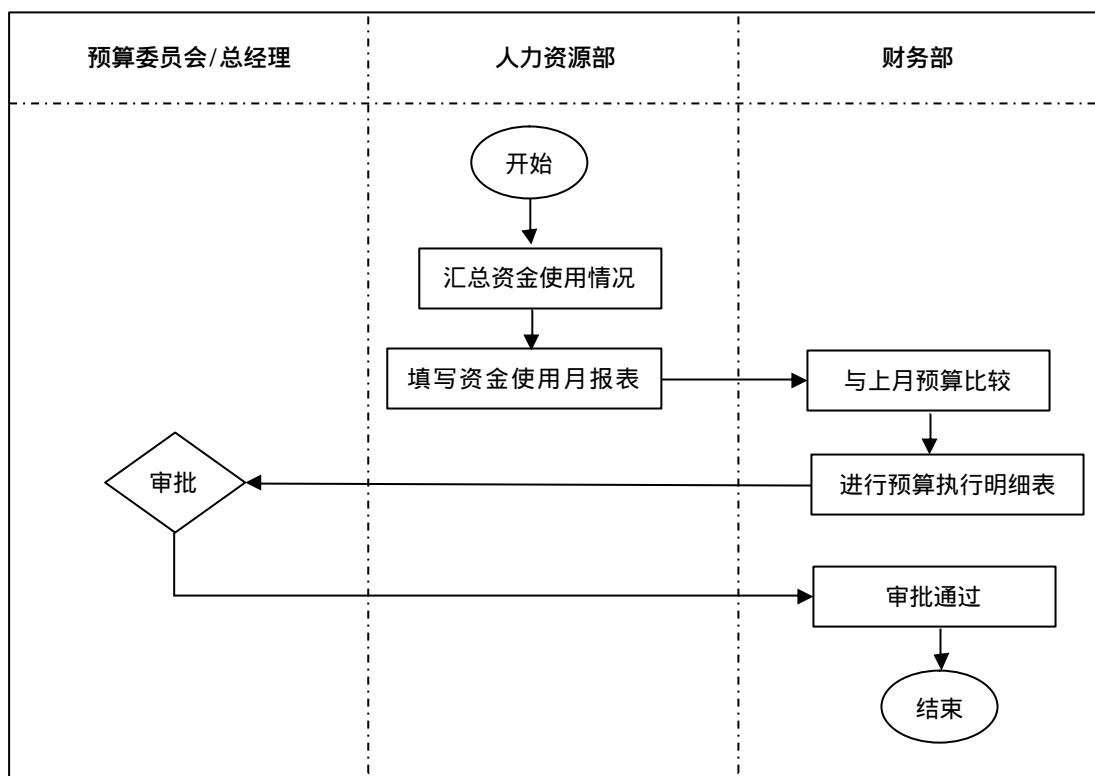 预算委员会/总经理
人力资源部
财务部
开始
汇总资金使用情况
填写资金使用月报表
与上月预算比较
审批
进行预算执行明细表
审批通过
结束